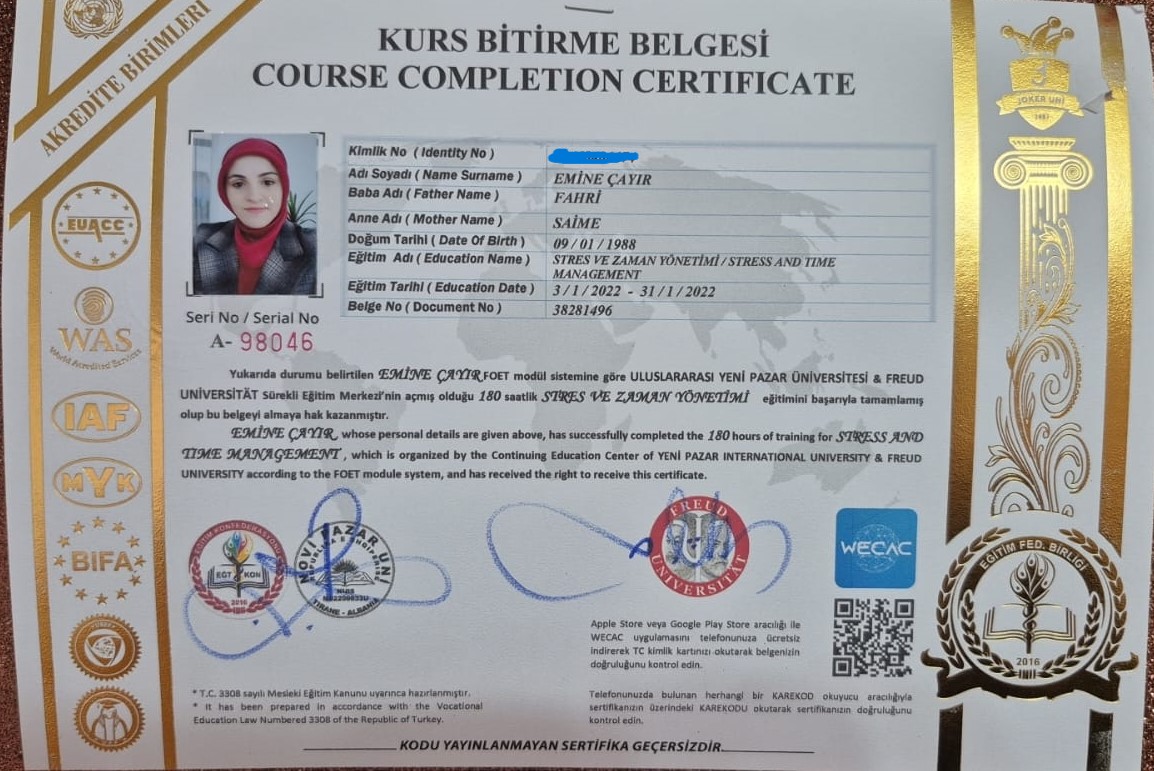 AKREDİTE BİRİMLERİ
KURS BİTİRME BELGESİ
COURSE COMPLETION CERTIFICATE
JOKER UNI
Kimlik No ( Identity No )
Adı Soyadı ( Name Surname ) EMİNE ÇAYIR
Baba Adı ( Father Name ) FAHRİ
Anne Adı ( Mother Name ) SAİME
Doğum Tarihi ( Date Of Birth ) 09 / 01 / 1988
Eğitim Adı ( Education Name ) STRES VE ZAMAN YÖNETİMİ / STRESS AND TIME
MANAGEMENT
Eğitim Tarihi ( Education Date ) 3 / 1 / 2022 - 31 / 1 / 2022
Belge No ( Document No ) 38281496
Seri No / Serial No
A- 98046
Yukarıda durumu belirtilen EMİNE ÇAYIR, FOET modül sistemine göre ULUSLARARASI YENİ PAZAR ÜNİVERSİTESİ & FREUD
UNİVERSİTÄT Sürekli Eğitim Merkezi'nin açmış olduğu 180 saatlik STRES VE ZAMAN YÖNETİMİ eğitimini başarıyla tamamlamış
olup bu belgeyi almaya hak kazanmıştır.
EMİNE ÇAYIR, whose personal details are given above, has successfully completed the 180 hours of training for STRESS AND
TIME MANAGEMENT, which is organized by the Continuing Education Center of YENİ PAZAR INTERNATIONAL UNIVERSITY & FREUD
UNIVERSITY according to the FOET module system, and has received the right to receive this certificate.
EUACC
WAS
World Accredited Services
IAF
MYK
BIFA
EĞİTİM KONFEDERASYONU
EGT KON
2016
NOVI PAZAR UNI
TIRANE - ALBANIA
FREUD
UNIVERSITÄT
WECAC
EĞİTİM FED. BİRLİĞİ
2016
Apple Store veya Google Play Store aracılığı ile
WECAC uygulamasını telefonunuza ücretsiz
indirerek TC kimlik kartınızı okutarak belgenizin
doğruluğunu kontrol edin.
* T.C. 3308 sayılı Mesleki Eğitim Kanunu uyarınca hazırlanmıştır.
* It has been prepared in accordance with the Vocational
Education Law Numbered 3308 of the Republic of Turkey.
Telefonunuzda bulunan herhangi bir KAREKOD okuyucu aracılığıyla
sertifikanızın üzerindeki KAREKODU okutarak sertifikanızın doğruluğunu
kontrol edin.
KODU YAYINLANMAYAN SERTİFİKA GEÇERSİZDİR.